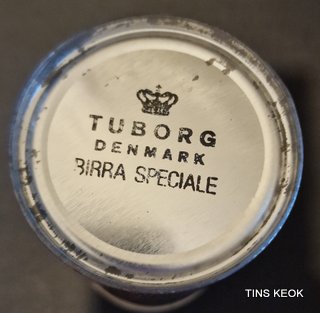 TUBORG
DENMARK
BIRRA SPECIALE
TINS KEOK